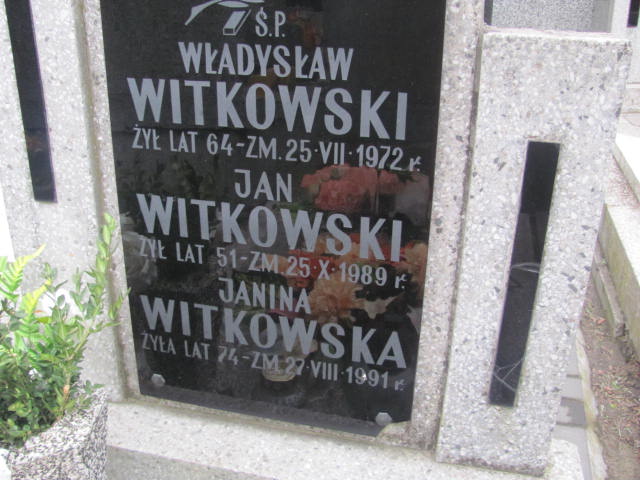 Ś.P.
WŁADYSŁAW
WITKOWSKI
ŻYŁ LAT 64-ZM.25·VII·1972 r.
JAN
WITKOWSKI
ŻYŁ LAT 51-ZM.25·X·1989 r.
JANINA
WITKOWSKA
ŻYŁA LAT 74-ZM.27·VIII·1991 r.